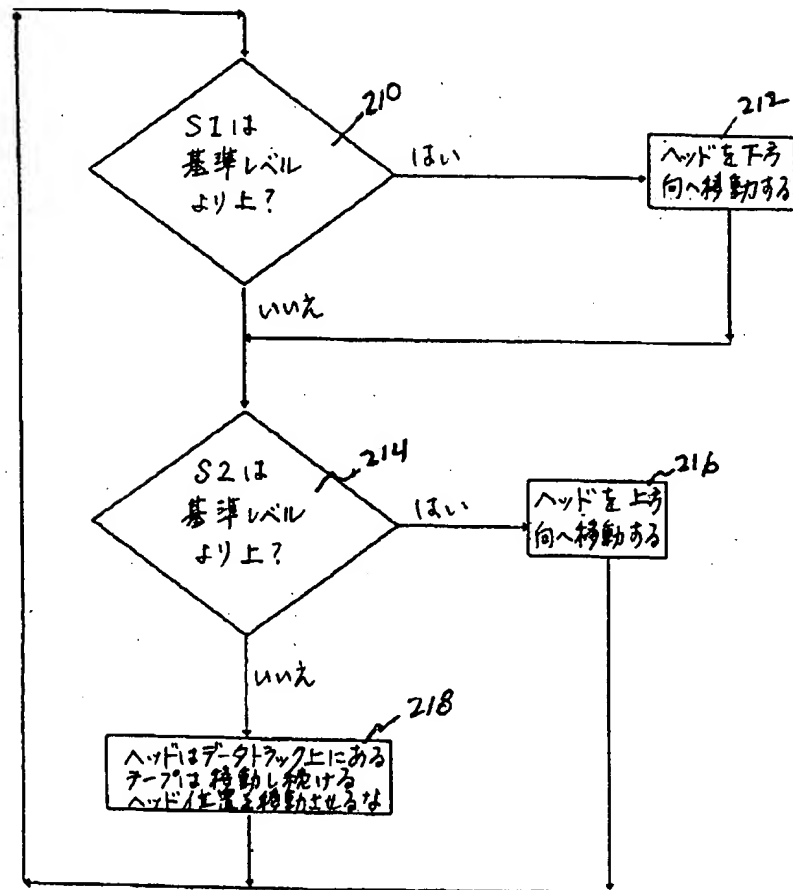 S1は
基準レベル
より上?
210
はい
212
ヘッドを下方
向へ移動する
いいえ
S2は
基準レベル
より上?
214
はい
216
ヘッドを上方
向へ移動する
いいえ
218
ヘッドはデータトラック上にある
テープは移動し続ける
ヘッド位置を移動させるな